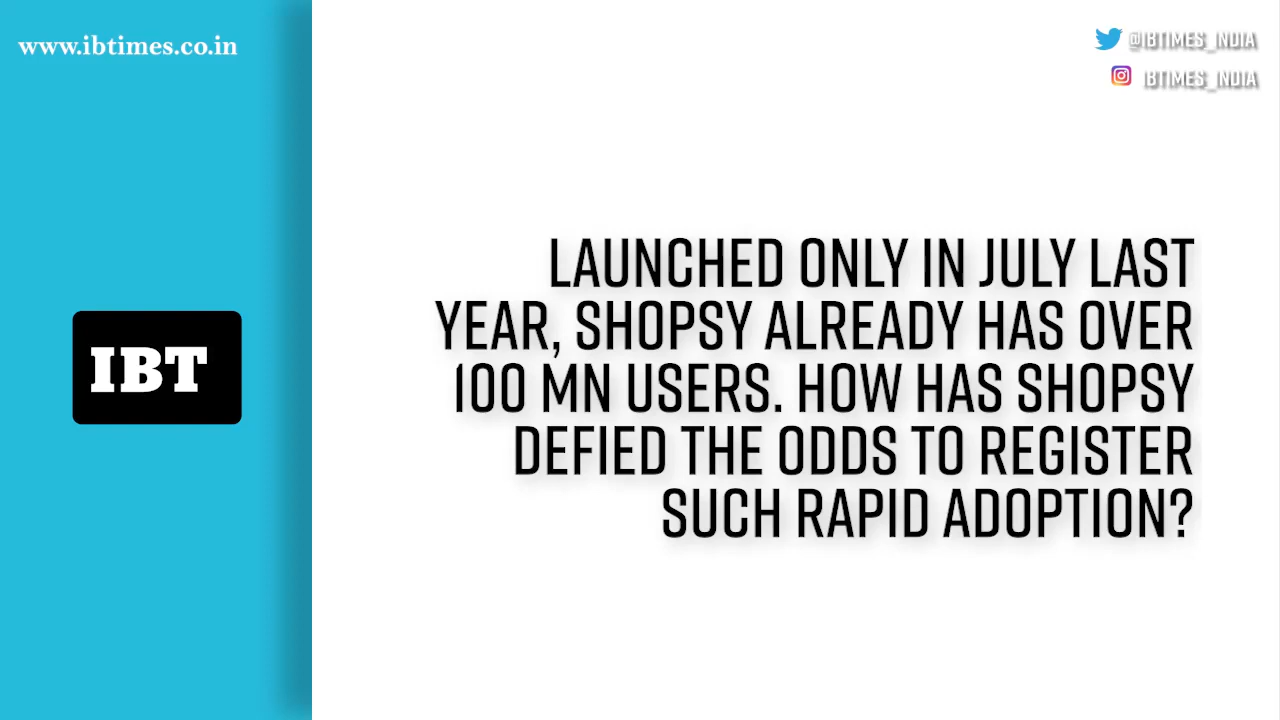 www.ibtimes.co.in
@IBTIMES_INDIA
IBTIMES_INDIA
LAUNCHED ONLY IN JULY LAST
YEAR, SHOPSY ALREADY HAS OVER
100 MN USERS. HOW HAS SHOPSY
DEFIED THE ODDS TO REGISTER
SUCH RAPID ADOPTION?
IBT